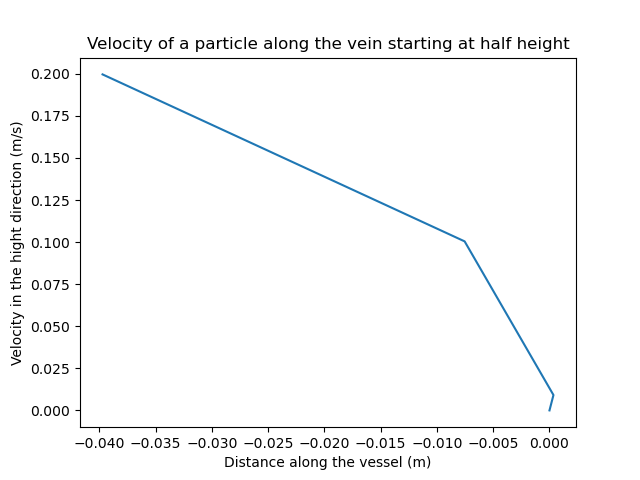 Velocity of a particle along the vein starting at half height
Velocity in the hight direction (m/s)
0.200
0.175
0.150
0.125
0.100
0.075
0.050
0.025
0.000
−0.040 −0.035 −0.030 −0.025 −0.020 −0.015 −0.010 −0.005 0.000
Distance along the vessel (m)